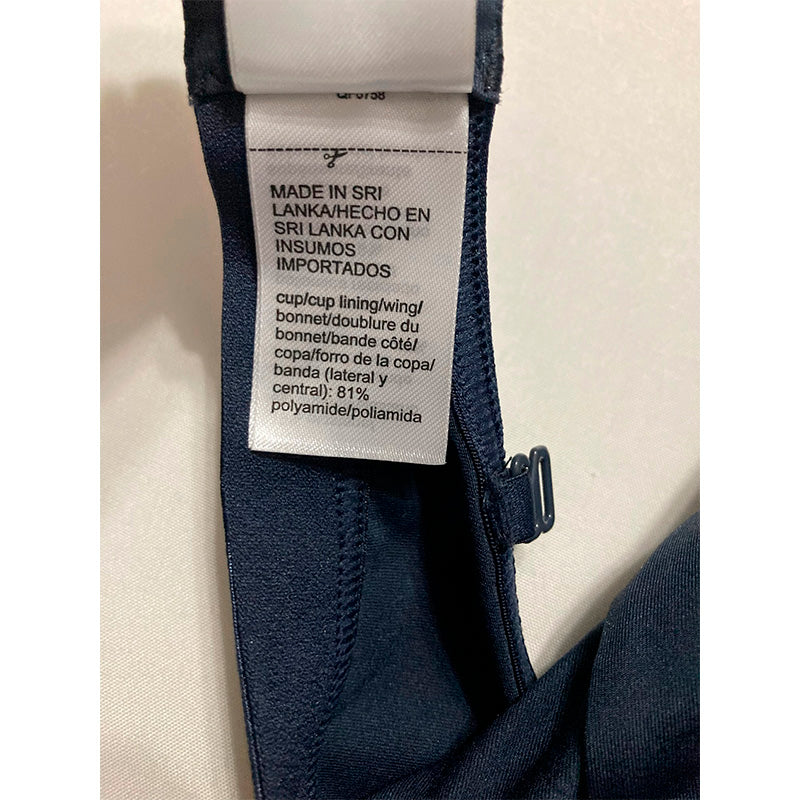 MADE IN SRI
LANKA/HECHO EN
SRI LANKA CON
INSUMOS
IMPORTADOS
cup/cup lining/wing/
bonnet/doublure du
bonnet/bande côté/
copa/forro de la copa/
banda (lateral y
central): 81%
polyamide/poliamida